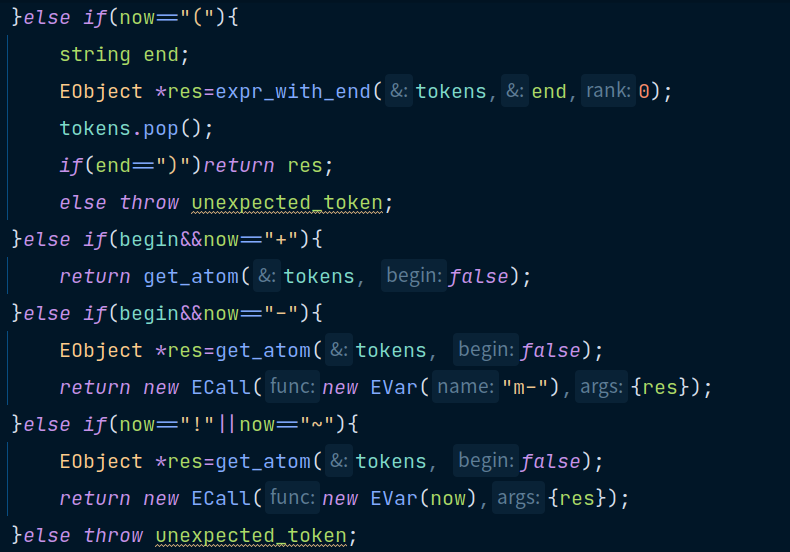 }else if(now=="("){
string end;
EObject *res=expr_with_end(&:tokens,&:end,rank:0);
tokens.pop();
if(end==")")return res;
else throw unexpected_token;
}else if(begin&&now=="+"){
return get_atom(&:tokens, begin:false);
}else if(begin&&now=="-"){
EObject *res=get_atom(&:tokens, begin:false);
return new ECall(func:new EVar(name:"m-"),args:{res});
}else if(now=="!"||now=="~"){
EObject *res=get_atom(&:tokens, begin:false);
return new ECall(func:new EVar(now),args:{res});
}else throw unexpected_token;